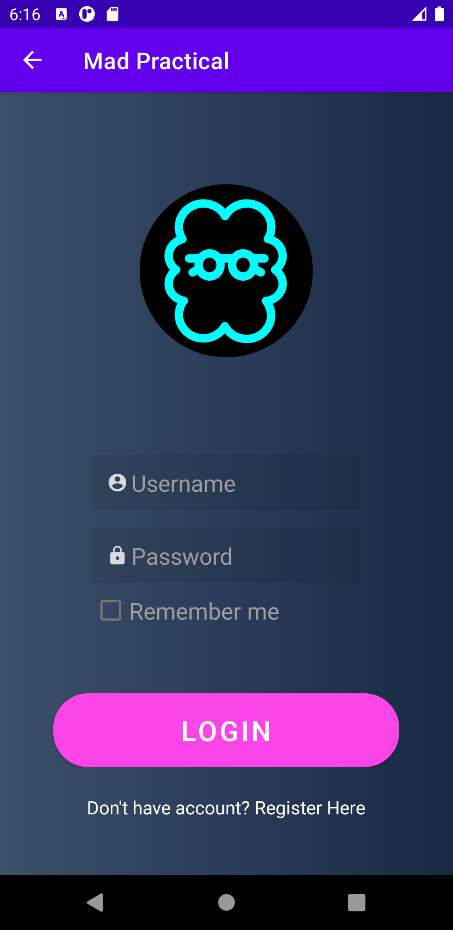 6:16
Mad Practical
Username
Password
Remember me
LOGIN
Don't have account? Register Here